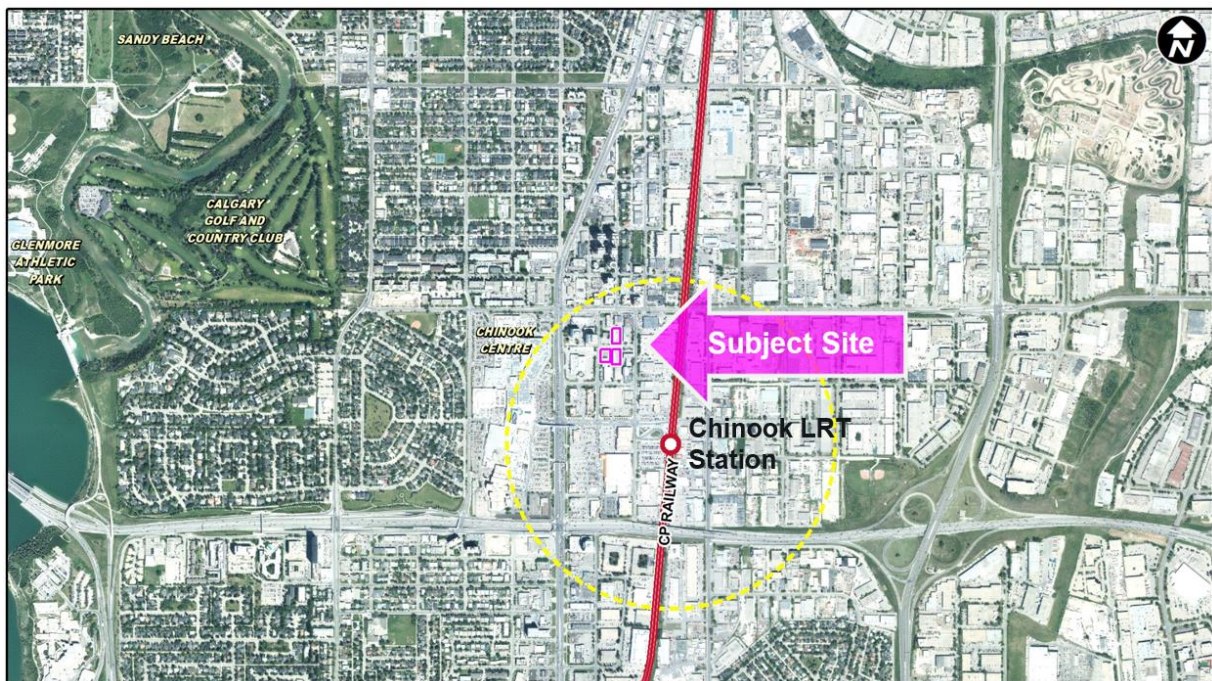 SANDY BEACH
N
CALGARY
GOLF AND
COUNTRY CLUB
GLENMORE
ATHLETIC
PARK
CHINOOK
CENTRE
Subject Site
Chinook LRT
Station
CP RAILWAY